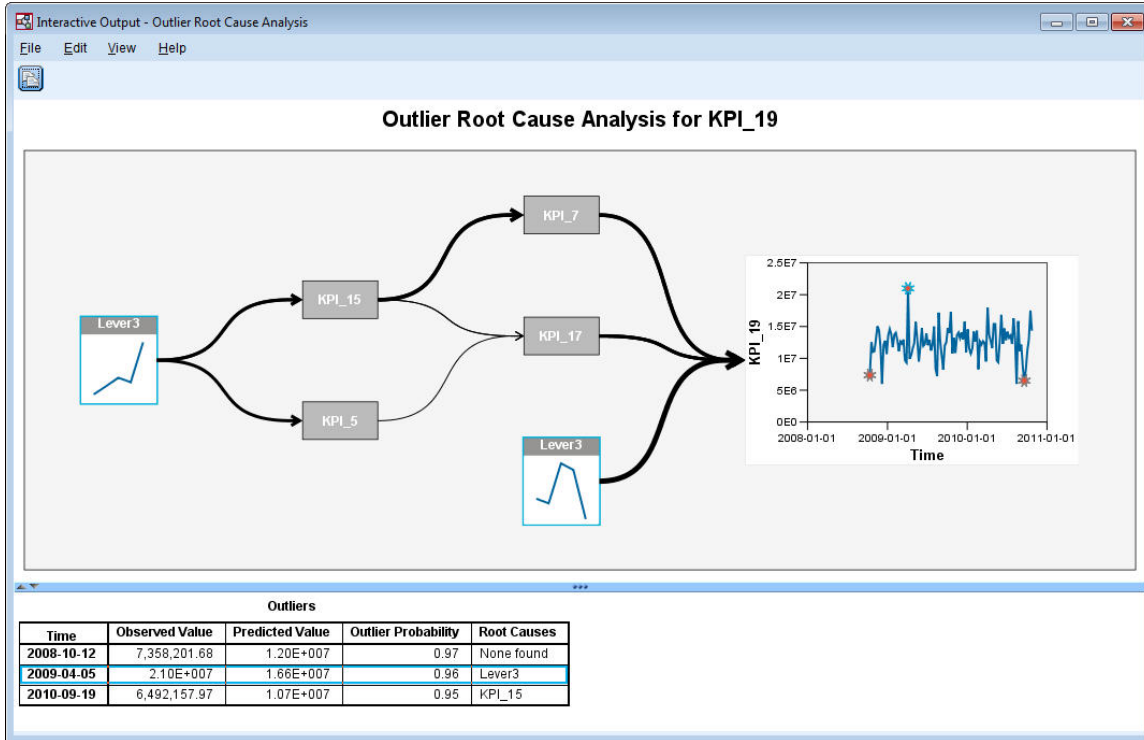 Interactive Output - Outlier Root Cause Analysis
File Edit View Help
Outlier Root Cause Analysis for KPI_19
KPI_7
KPI_15
Lever3
KPI_17
KPI_5
Lever3
2.5E7
2E7
1.5E7
1E7
5E6
0E0
KPI_19
2008-01-01 2009-01-01 2010-01-01 2011-01-01
Time
Outliers
Time Observed Value Predicted Value Outlier Probability Root Causes
2008-10-12 7,358,201.68 1.20E+007 0.97 None found
2009-04-05 2.10E+007 1.66E+007 0.96 Lever3
2010-09-19 6,492,157.97 1.07E+007 0.95 KPI_15